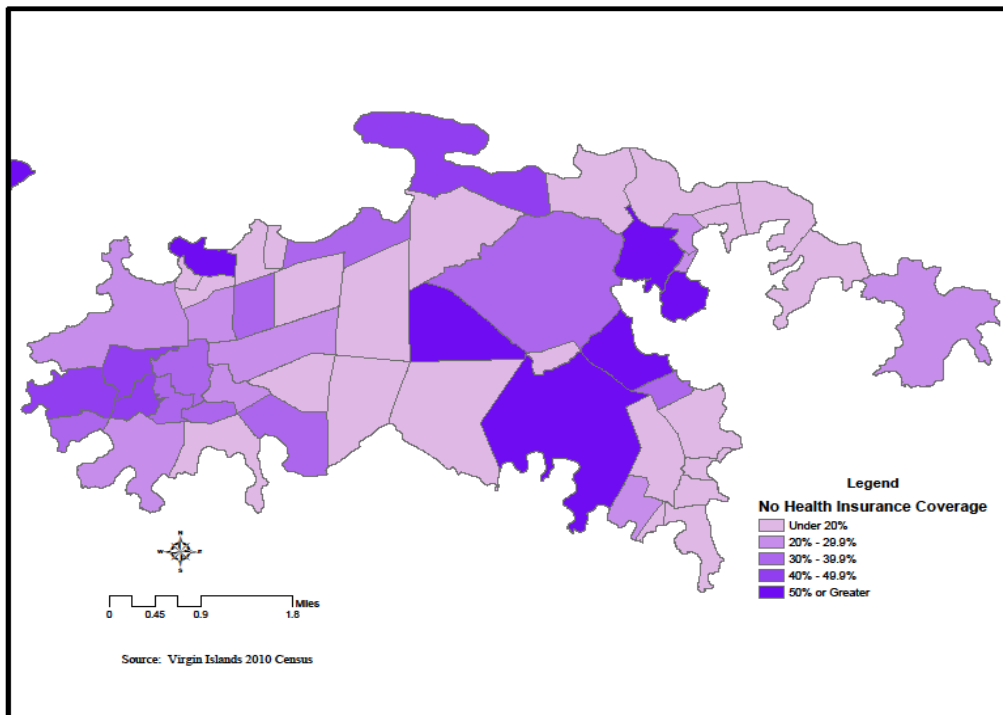 Legend
No Health Insurance Coverage
Under 20%
20% - 29.9%
30% - 39.9%
40% - 49.9%
50% or Greater
N
W E
S
Miles
0 0.45 0.9 1.8
Source: Virgin Islands 2010 Census